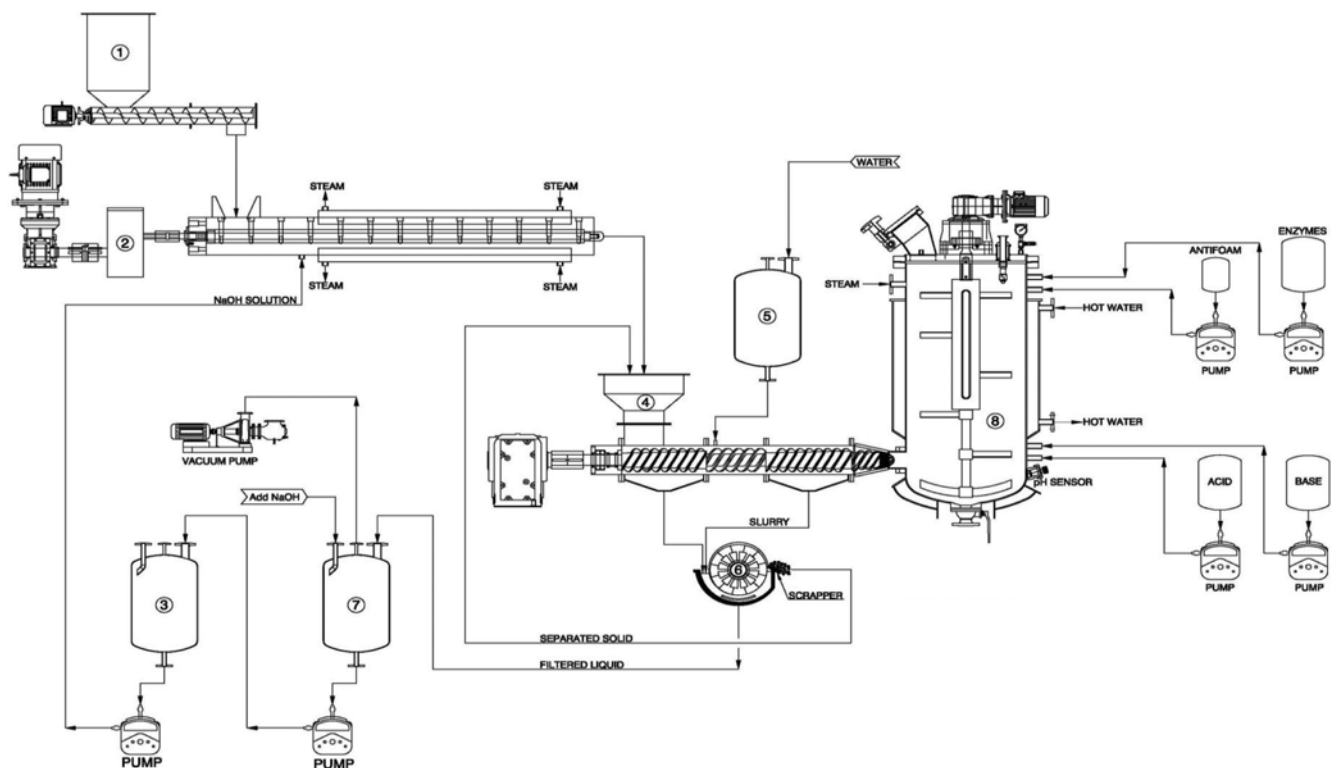 ①
②
STEAM
STEAM
STEAM
STEAM
NaOH SOLUTION
WATER
⑤
④
STEAM
ANTIFOAM
ENZYMES
HOT WATER
PUMP
PUMP
⑧
HOT WATER
VACUUM PUMP
Add NaOH
pH SENSOR
ACID
BASE
SLURRY
⑥
SCRAPPER
PUMP
PUMP
③
⑦
SEPARATED SOLID
FILTERED LIQUID
PUMP
PUMP